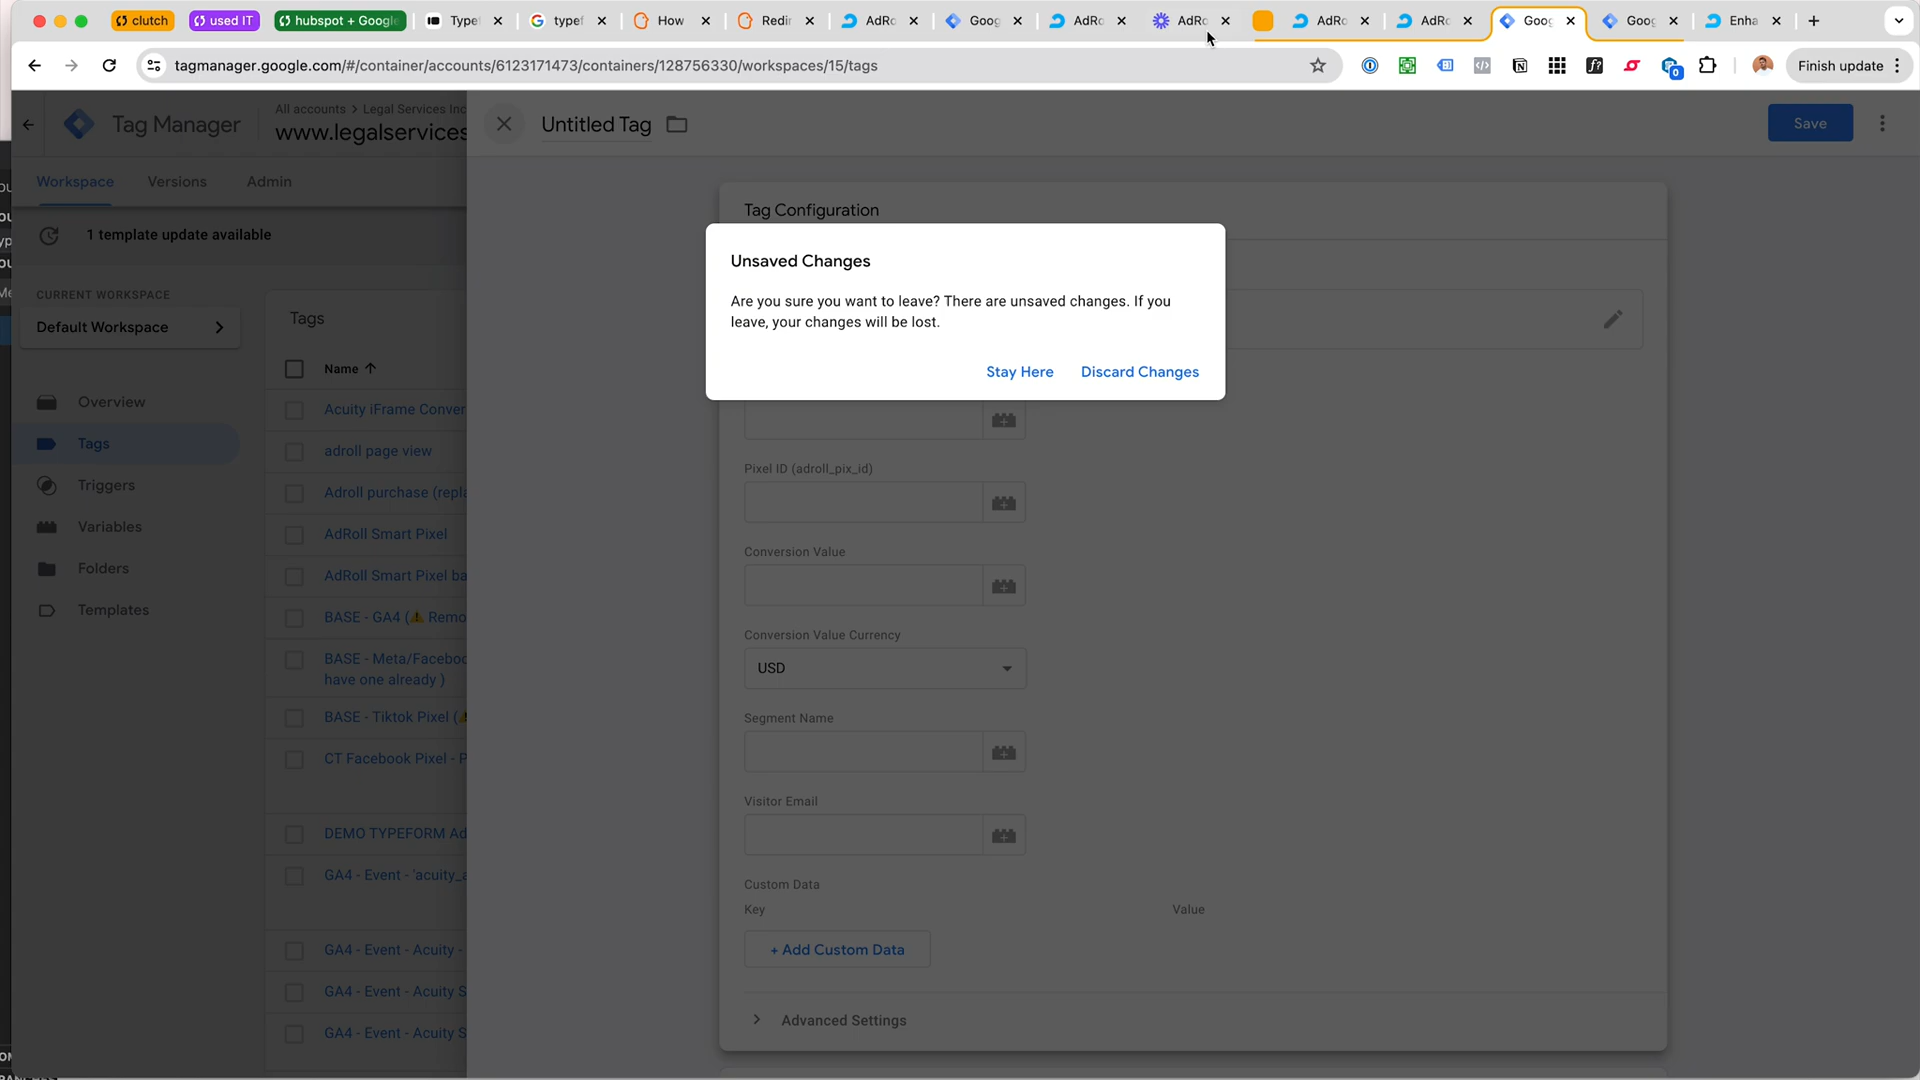 clutch
used IT
hubspot + Google
Typef
typef
How
Redir
AdRo
Goog
AdRo
AdRo
AdRo
AdRo
Goog
Goog
Enha
tagmanager.google.com/#/container/accounts/6123171473/containers/128756330/workspaces/15/tags
0
Finish update
Tag Manager
All accounts > Legal Services Inc
www.legalservices
Untitled Tag
Save
Workspace
Versions
Admin
1 template update available
CURRENT WORKSPACE
Default Workspace
Overview
Tags
Triggers
Variables
Folders
Templates
Tags
Name
Acuity iFrame Conver
adroll page view
Adroll purchase (repla
AdRoll Smart Pixel
AdRoll Smart Pixel ba
BASE - GA4 (⚠ Remo
BASE - Meta/Faceboo
have one already )
BASE - Tiktok Pixel (⚠
CT Facebook Pixel - P
DEMO TYPEFORM Ad
GA4 - Event - 'acuity_a
GA4 - Event - Acuity -
GA4 - Event - Acuity S
GA4 - Event - Acuity S
Tag Configuration
Unsaved Changes
Are you sure you want to leave? There are unsaved changes. If you
leave, your changes will be lost.
Stay Here
Discard Changes
Pixel ID (adroll_pix_id)
Conversion Value
Conversion Value Currency
USD
Segment Name
Visitor Email
Custom Data
Key
Value
+ Add Custom Data
Advanced Settings